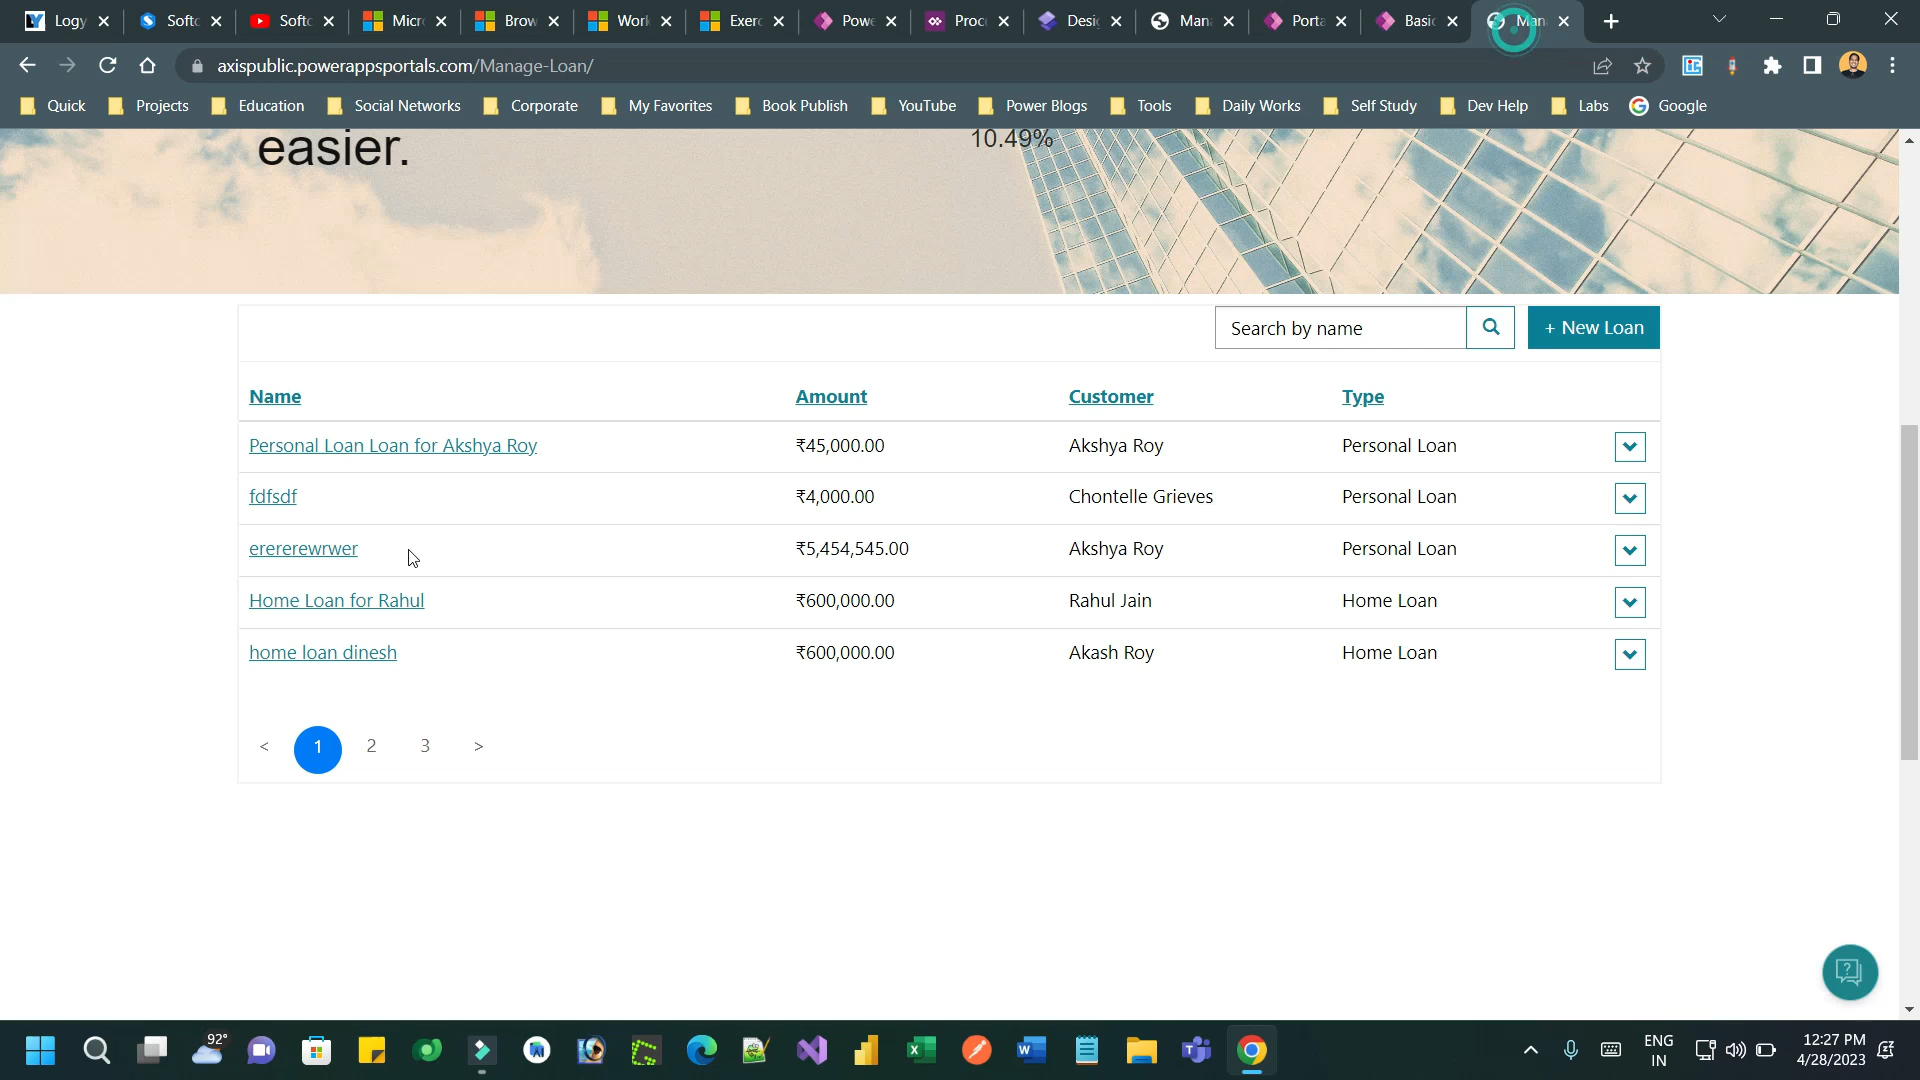 Logy
Softc
Softc
Micr
Brow
Work
Exerc
Powe
Proc
Desig
Mana
Porta
Basic
Man
axispublic.powerappsportals.com/Manage-Loan/
Quick
Projects
Education
Social Networks
Corporate
My Favorites
Book Publish
YouTube
Power Blogs
Tools
Daily Works
Self Study
Dev Help
Labs
Google
easier.
10.49%
Search by name
+ New Loan
Name Amount Customer Type
Personal Loan Loan for Akshya Roy ₹45,000.00 Akshya Roy Personal Loan
fdfsdf ₹4,000.00 Chontelle Grieves Personal Loan
erererewrwer ₹5,454,545.00 Akshya Roy Personal Loan
Home Loan for Rahul ₹600,000.00 Rahul Jain Home Loan
home loan dinesh ₹600,000.00 Akash Roy Home Loan
< 1 2 3 >
92°
ENG
IN
12:27 PM
4/28/2023